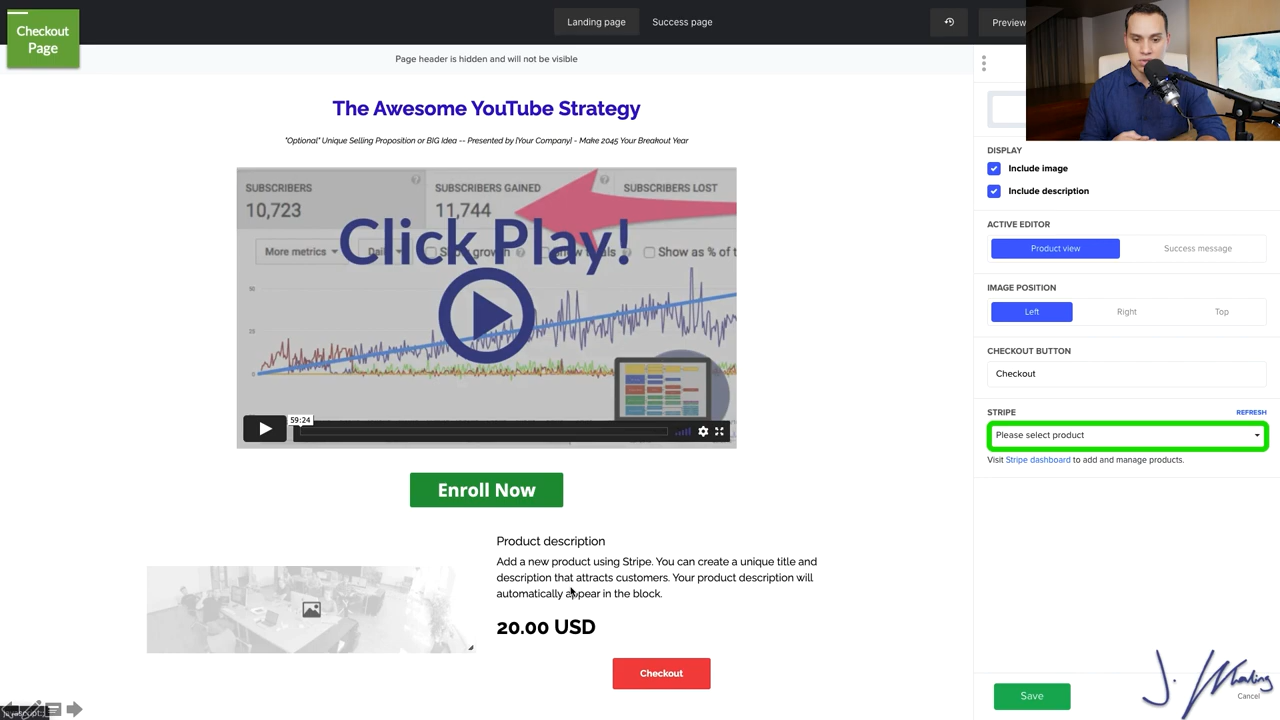 Checkout
Page
Landing page
Success page
Preview
Page header is hidden and will not be visible
The Awesome YouTube Strategy
"Optional" Unique Selling Proposition or BIG Idea -- Presented by [Your Company] - Make 2045 Your Breakout Year
SUBSCRIBERS
10,723
SUBSCRIBERS GAINED
11,744
SUBSCRIBERS LOST
More metrics
Show as % of t
Click Play!
59:24
Enroll Now
Product description
Add a new product using Stripe. You can create a unique title and
description that attracts customers. Your product description will
automatically appear in the block.
20.00 USD
Checkout
DISPLAY
Include image
Include description
ACTIVE EDITOR
Product view
Success message
IMAGE POSITION
Left
Right
Top
CHECKOUT BUTTON
Checkout
STRIPE
REFRESH
Please select product
Visit Stripe dashboard to add and manage products.
Save
Cancel